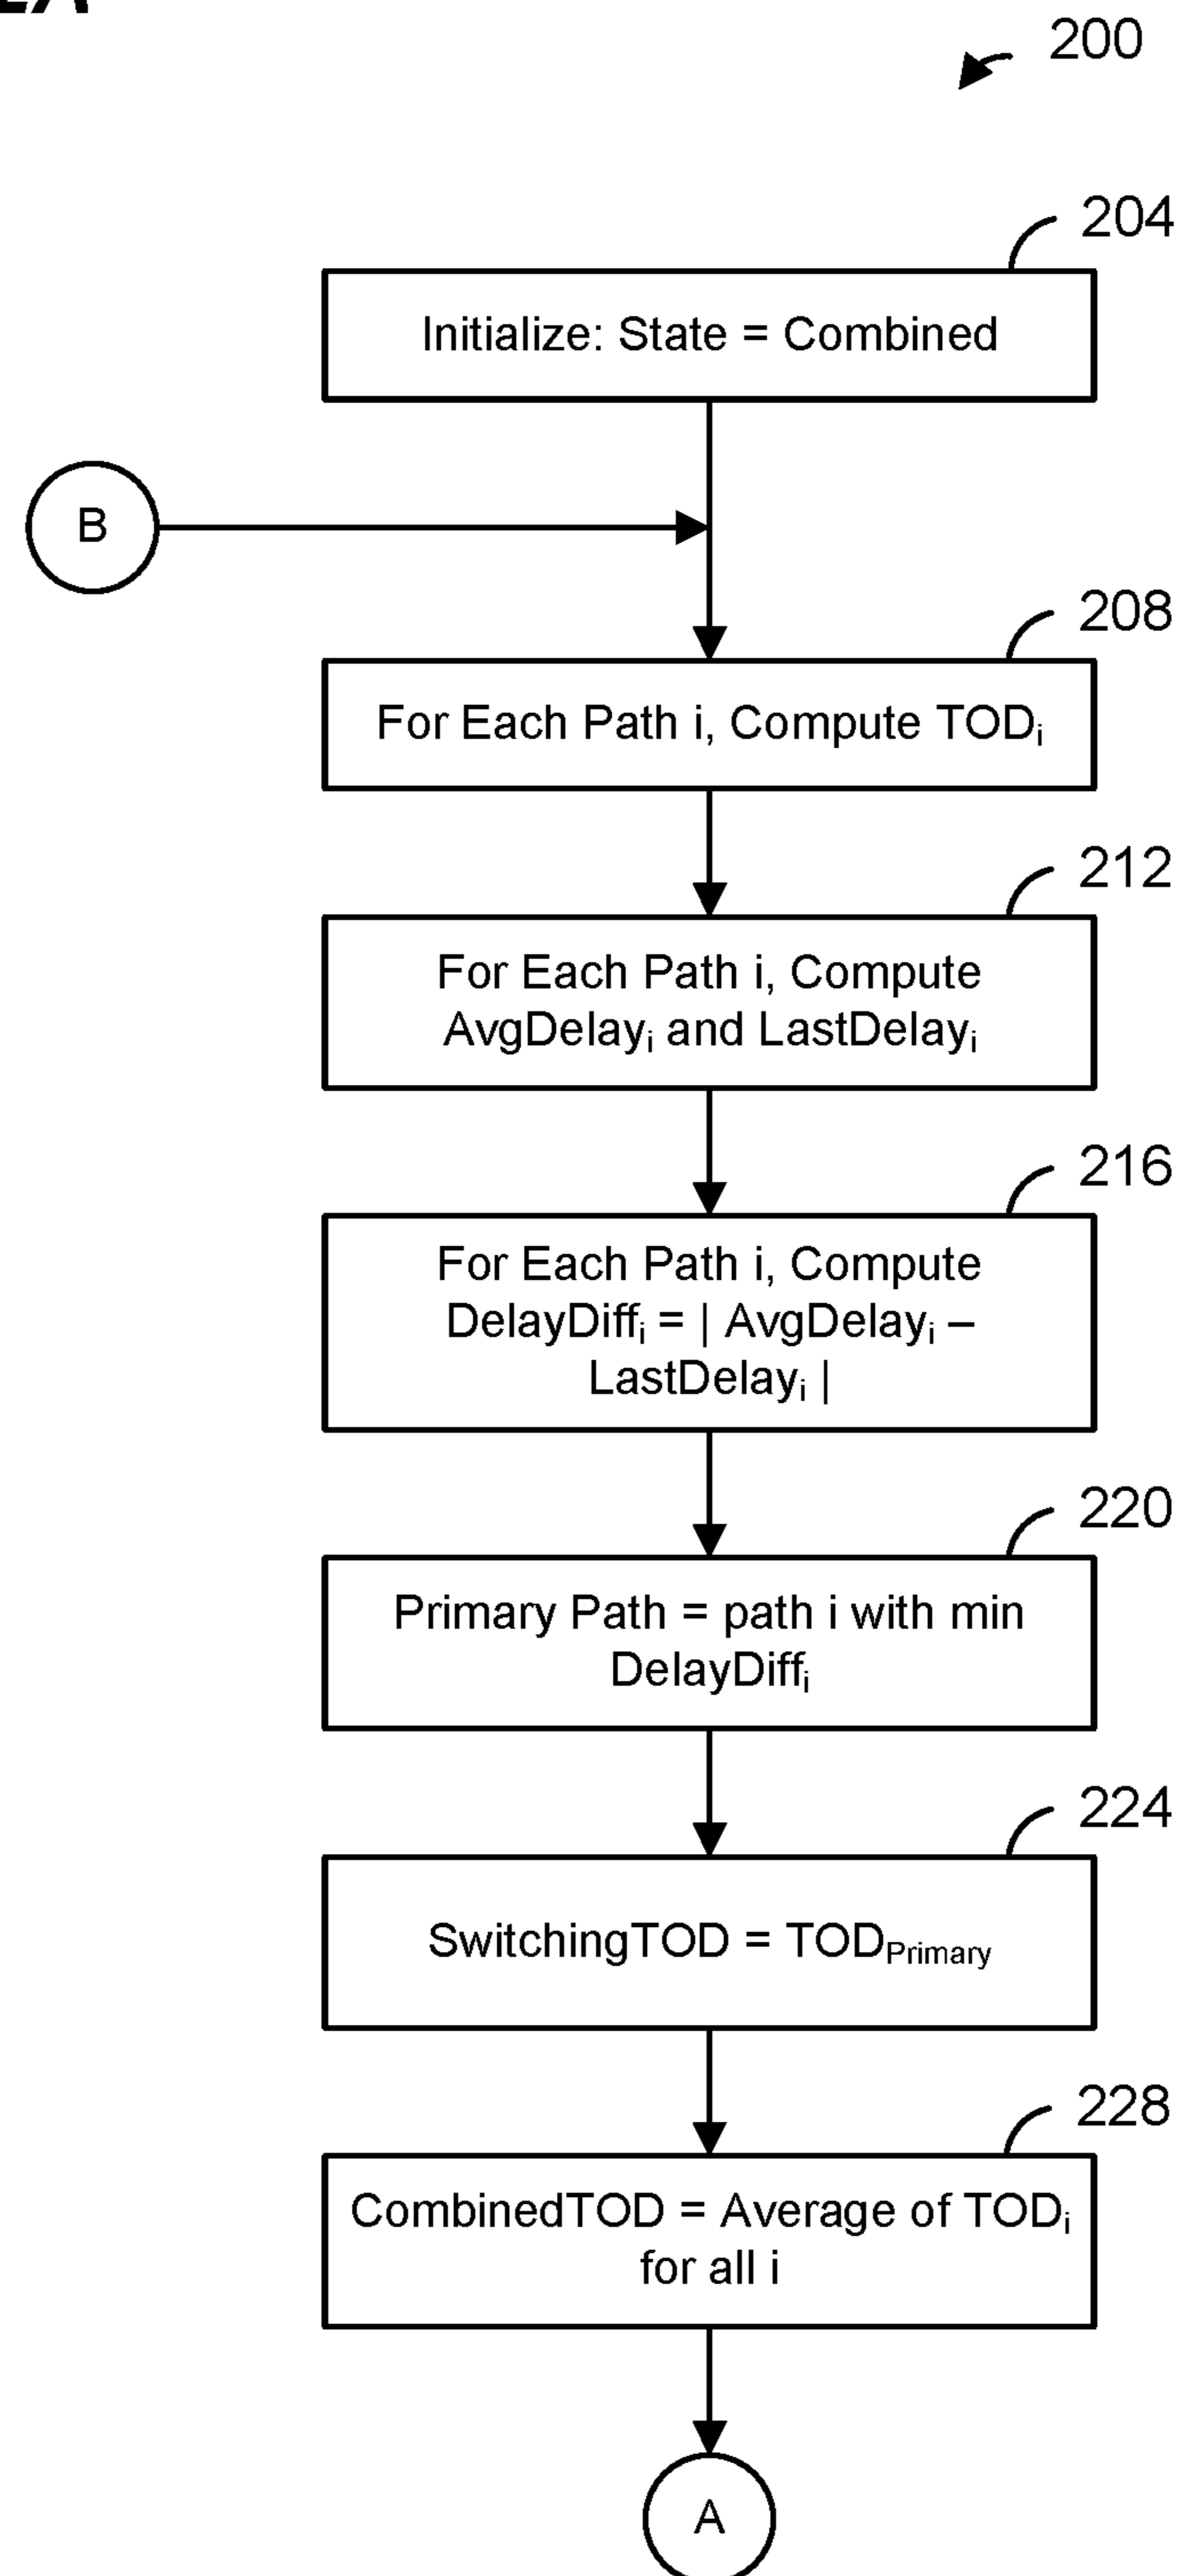 200
204
Initialize: State = Combined
B
208
For Each Path i, Compute TODᵢ
212
For Each Path i, Compute
AvgDelayᵢ and LastDelayᵢ
216
For Each Path i, Compute
DelayDiffᵢ = | AvgDelayᵢ –
LastDelayᵢ |
220
Primary Path = path i with min
DelayDiffᵢ
224
SwitchingTOD = TODPrimary
228
CombinedTOD = Average of TODᵢ
for all i
A